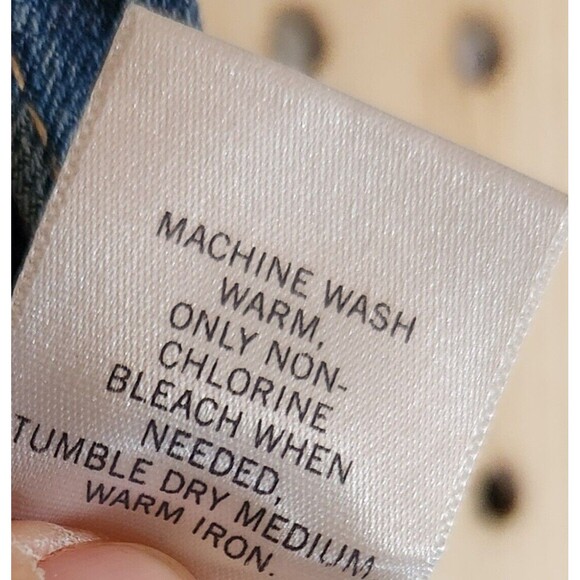 MACHINE WASH
WARM,
ONLY NON-
CHLORINE
BLEACH WHEN
NEEDED,
TUMBLE DRY MEDIUM
WARM IRON.